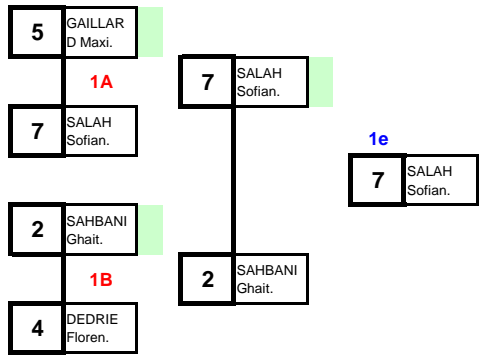 5
GAILLAR
D Maxi.
1A
7
SALAH
Sofian.
2
SAHBANI
Ghait.
1B
4
DEDRIE
Floren.
7
SALAH
Sofian.
2
SAHBANI
Ghait.
1e
7
SALAH
Sofian.